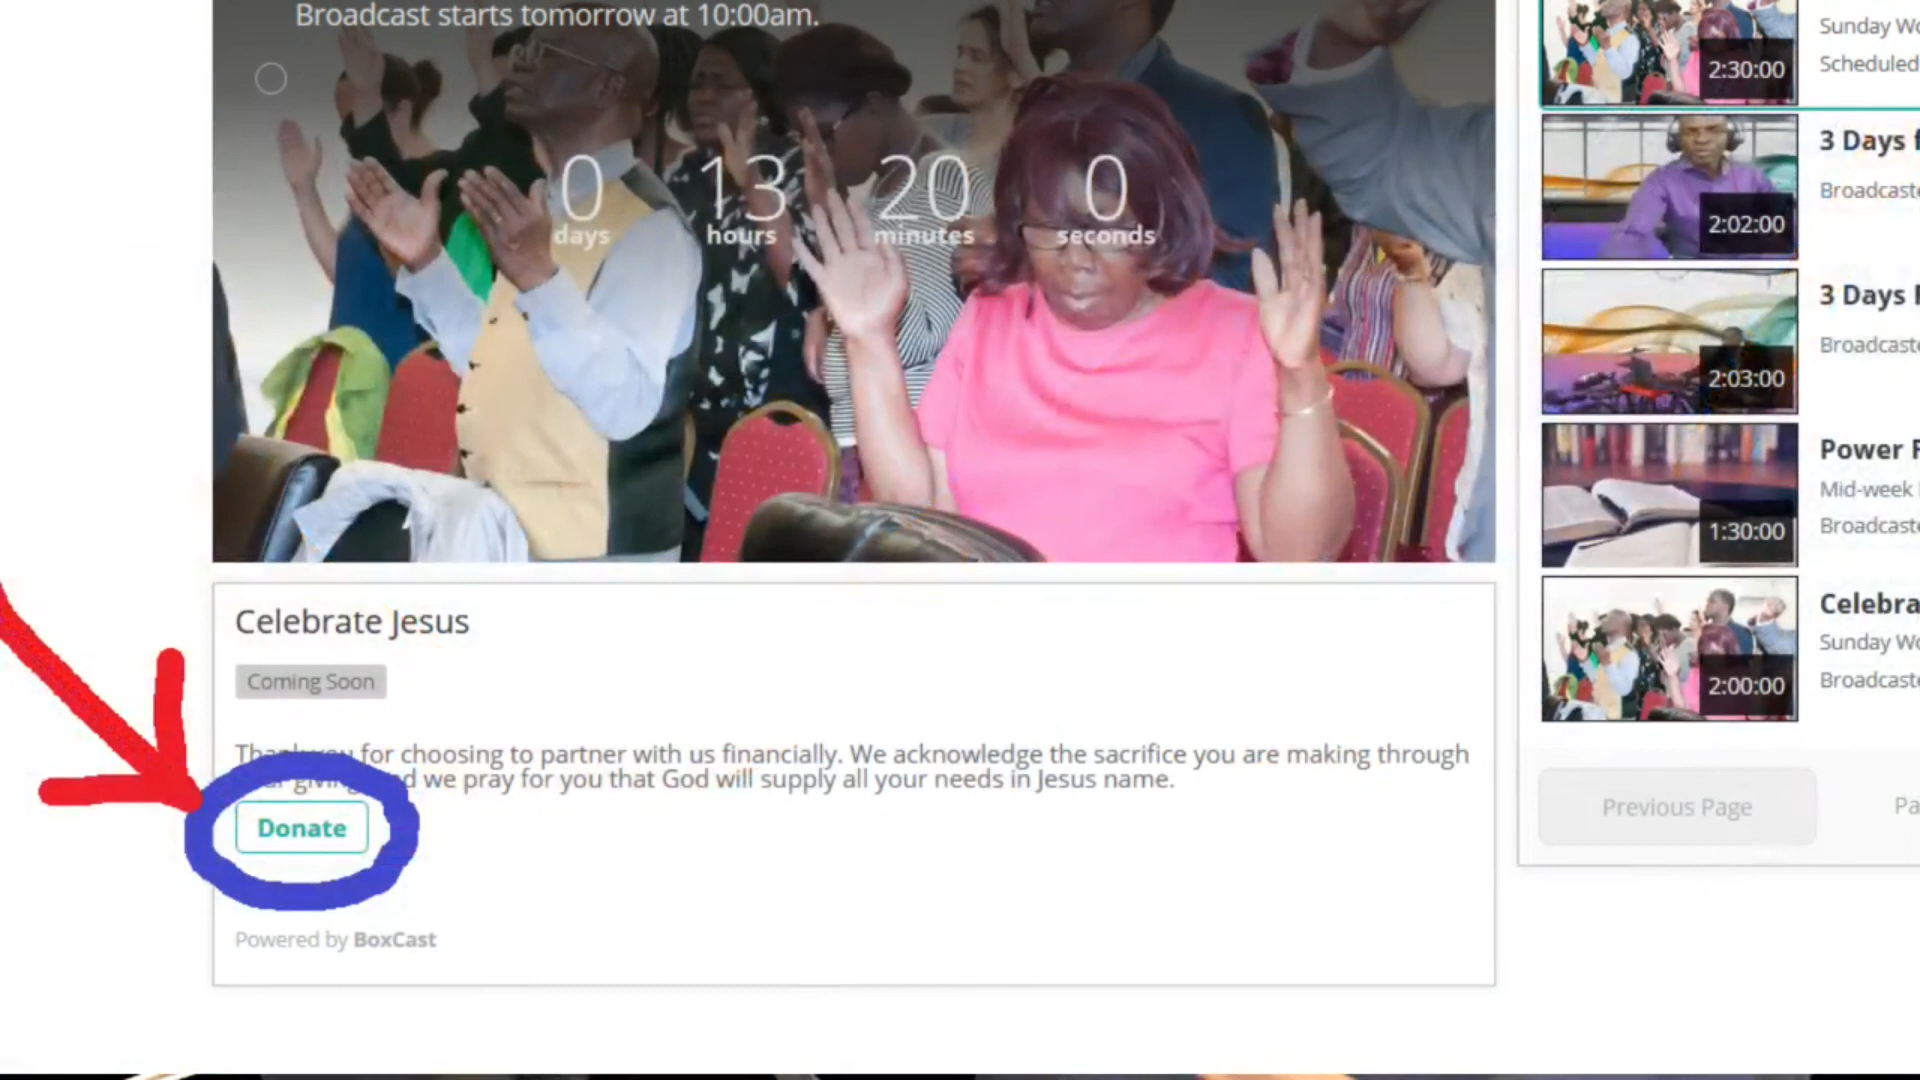 Broadcast starts tomorrow at 10:00am.
0 13 20 0
days hours minutes seconds
Celebrate Jesus
Coming Soon
for choosing to partner with us financially. We acknowledge the sacrifice you are making through
we pray for you that God will supply all your needs in Jesus name.
Donate
Powered by BoxCast
Sunday
2:30:00
Scheduled
3 Days
2:02:00
3 Days
2:03:00
Power
Mid-week
1:30:00
Sunday
2:00:00
Previous Page